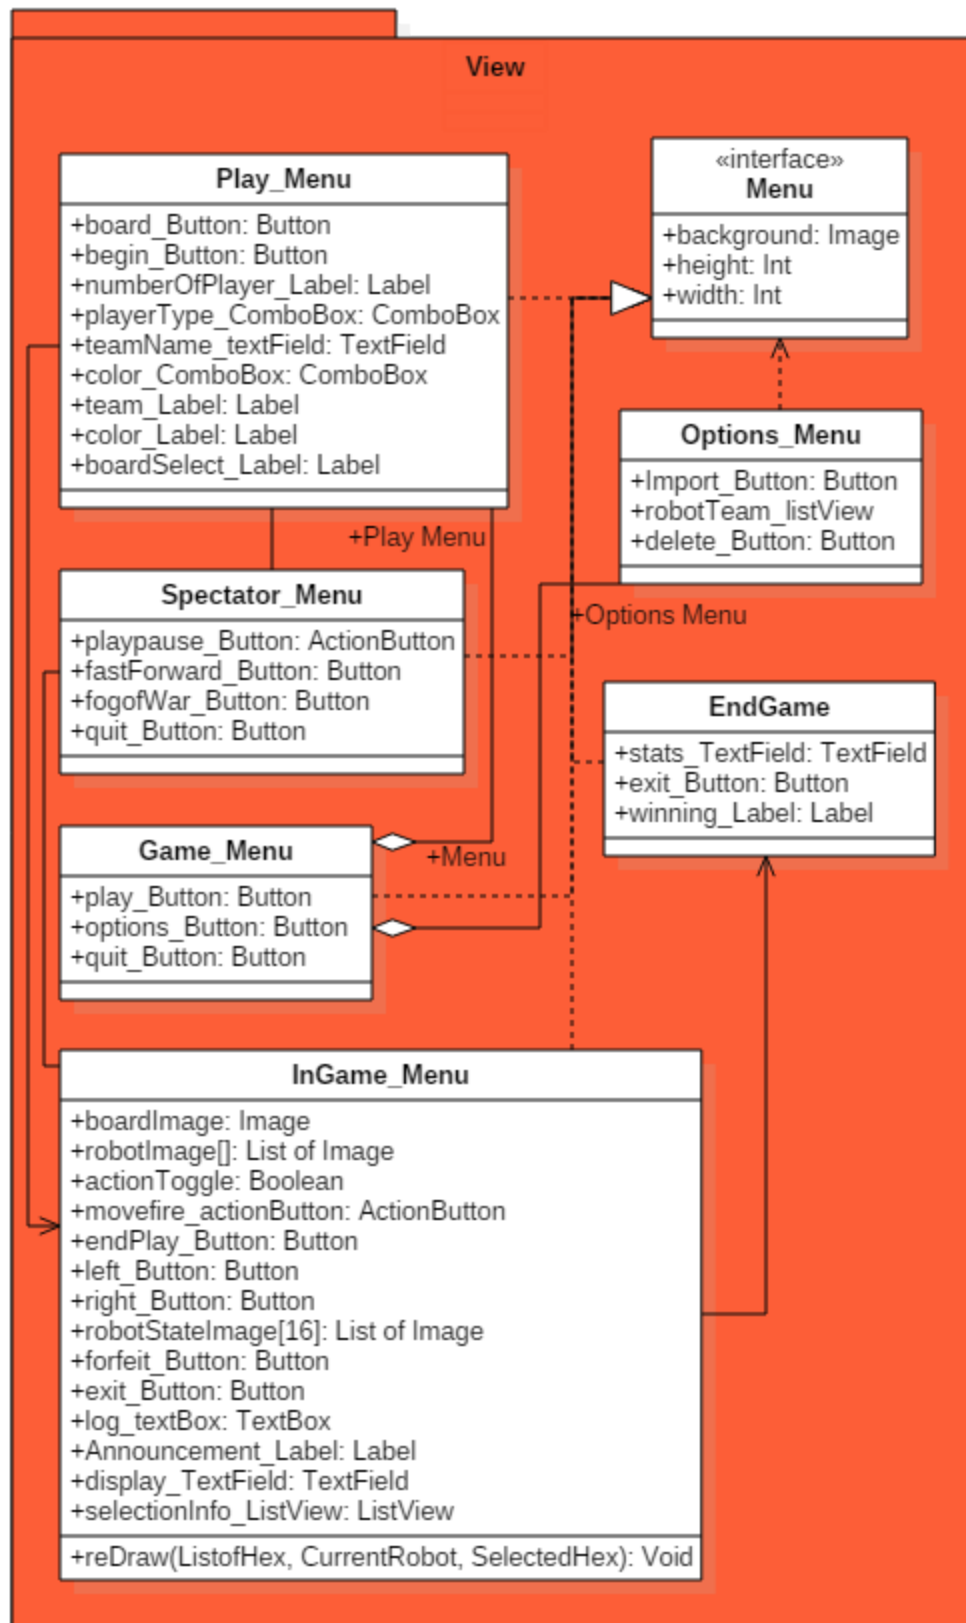 View
Play_Menu
+board_Button: Button
+begin_Button: Button
+numberOfPlayer_Label: Label
+playerType_ComboBox: ComboBox
+teamName_textField: TextField
+color_ComboBox: ComboBox
+team_Label: Label
+color_Label: Label
+boardSelect_Label: Label
«interface»
Menu
+background: Image
+height: Int
+width: Int
Options_Menu
+Import_Button: Button
+robotTeam_listView
+delete_Button: Button
+Play Menu
+Options Menu
Spectator_Menu
+playpause_Button: ActionButton
+fastForward_Button: Button
+fogofWar_Button: Button
+quit_Button: Button
EndGame
+stats_TextField: TextField
+exit_Button: Button
+winning_Label: Label
Game_Menu
+play_Button: Button
+options_Button: Button
+quit_Button: Button
+Menu
InGame_Menu
+boardImage: Image
+robotImage[]: List of Image
+actionToggle: Boolean
+movefire_actionButton: ActionButton
+endPlay_Button: Button
+left_Button: Button
+right_Button: Button
+robotStateImage[16]: List of Image
+forfeit_Button: Button
+exit_Button: Button
+log_textBox: TextBox
+Announcement_Label: Label
+display_TextField: TextField
+selectionInfo_ListView: ListView
+reDraw(ListofHex, CurrentRobot, SelectedHex): Void